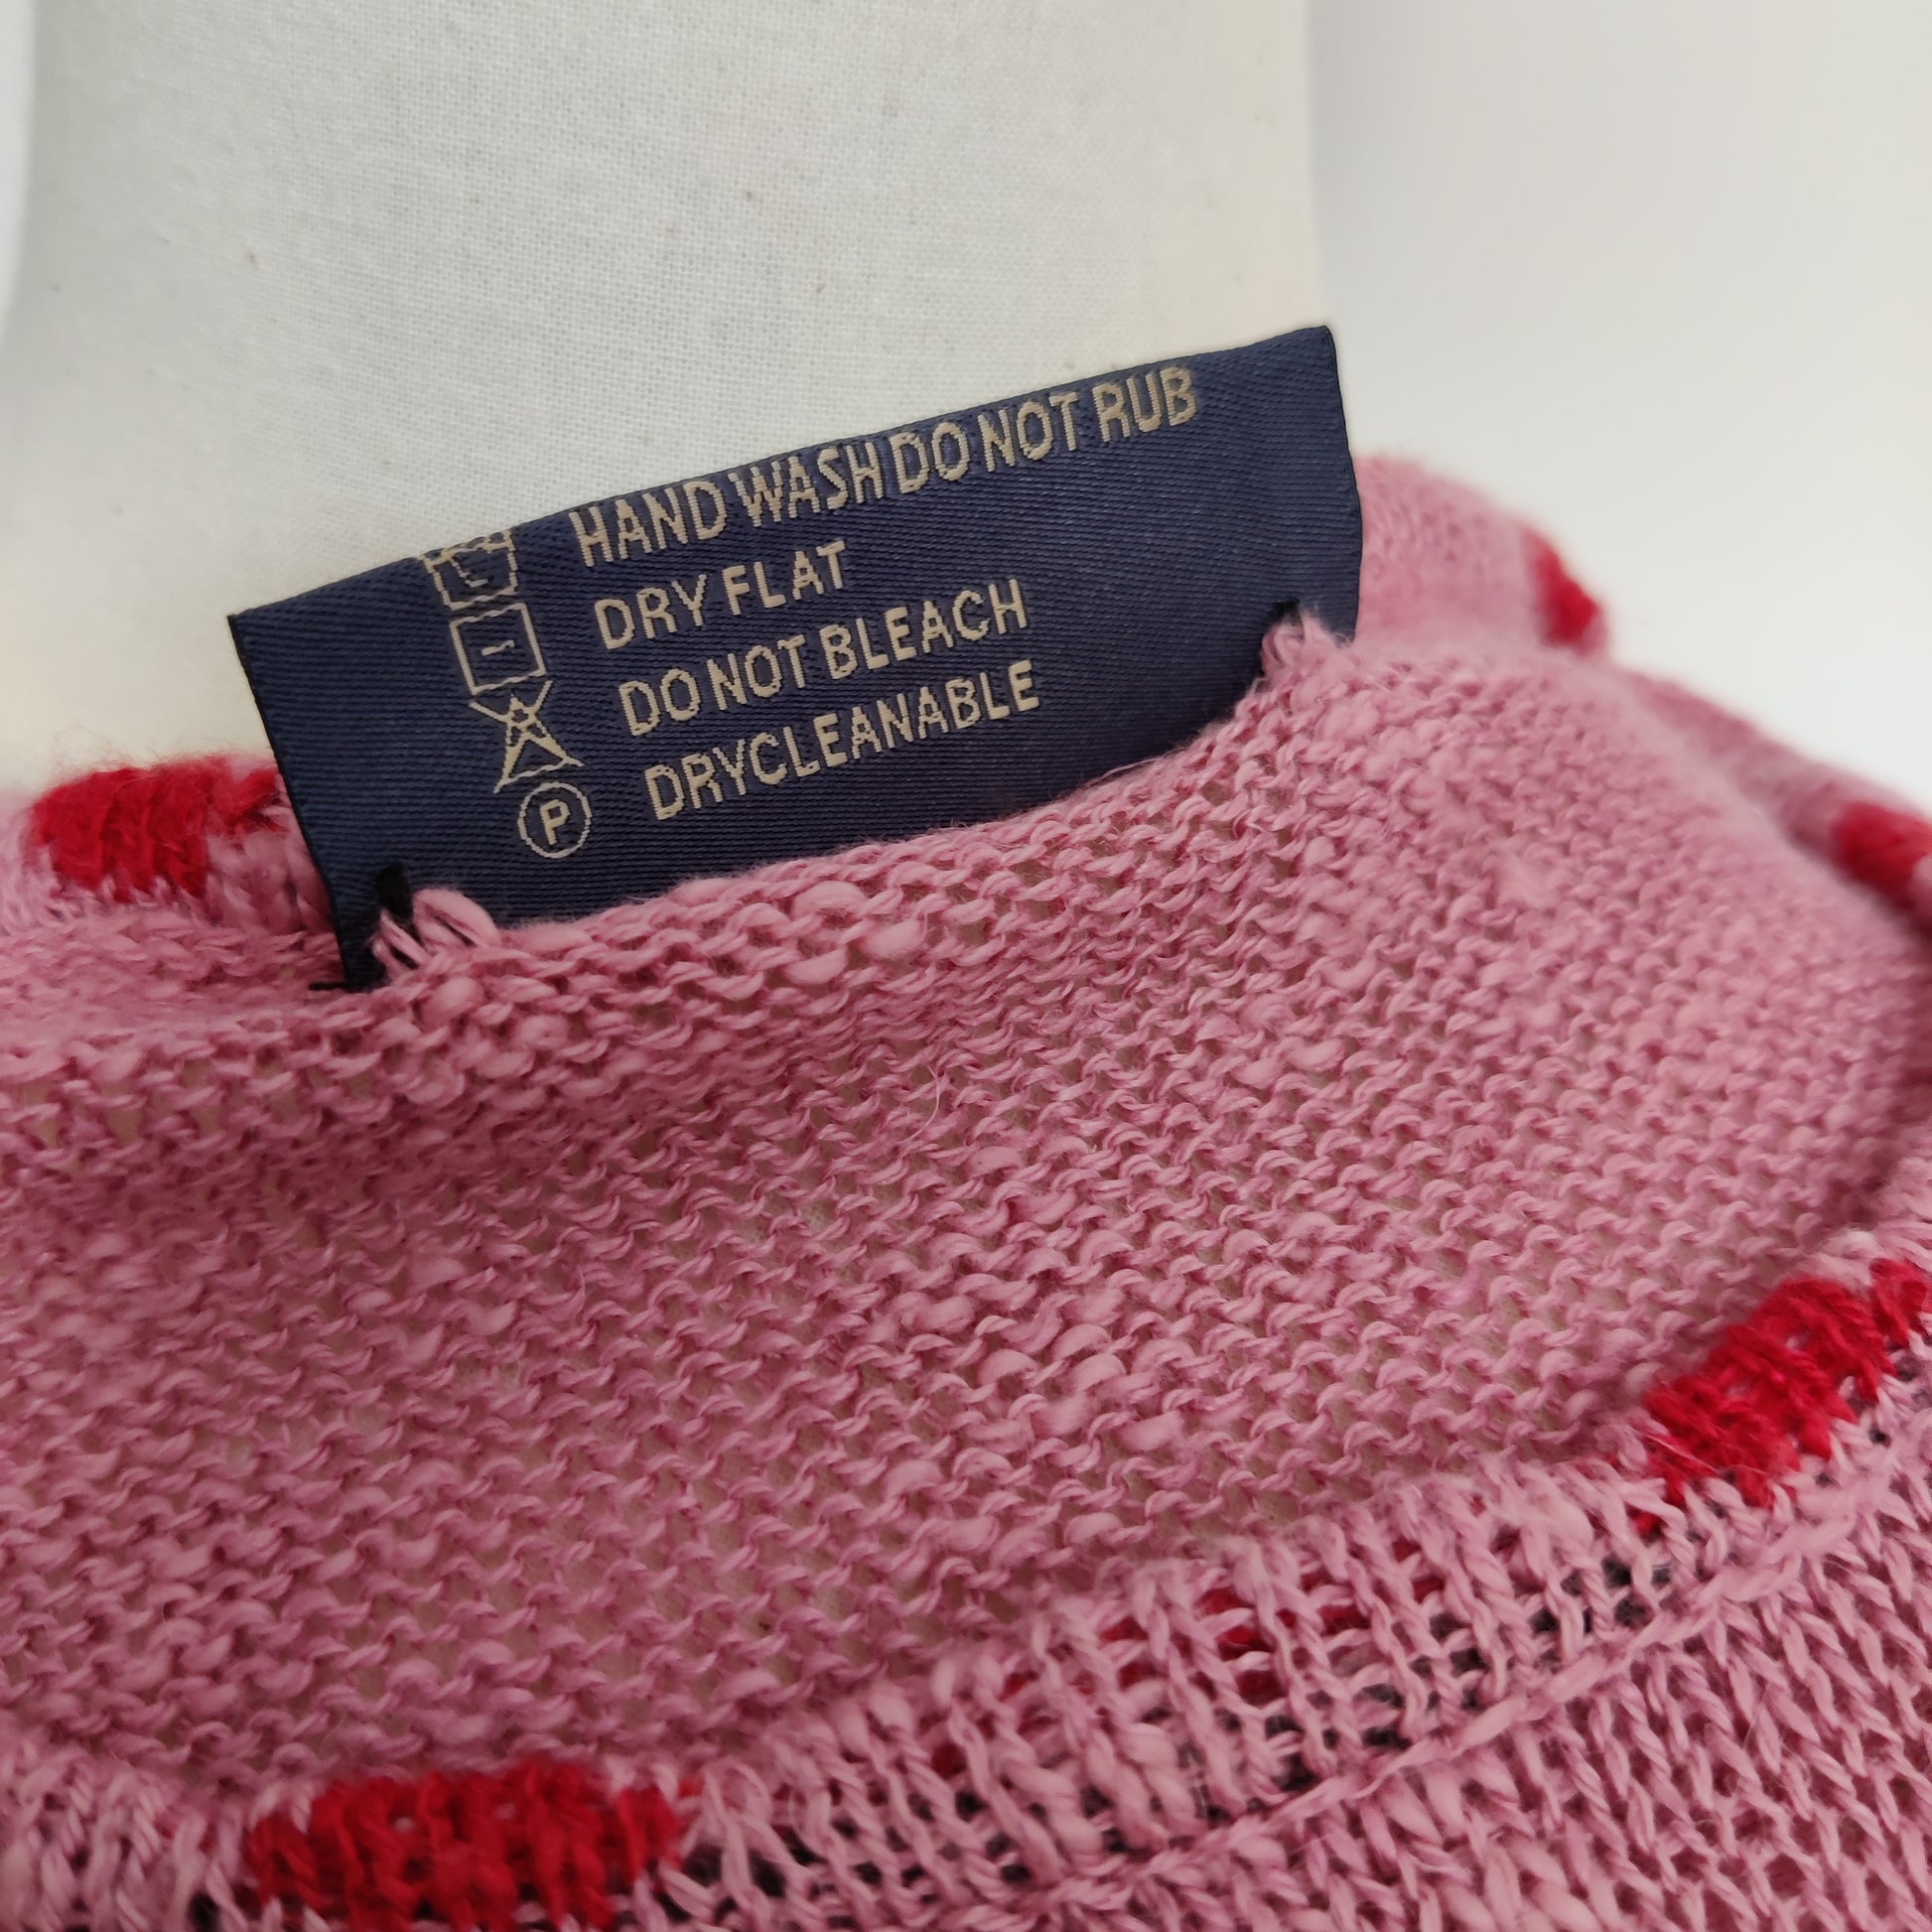 HAND WASH DO NOT RUB
DRY FLAT
DO NOT BLEACH
P DRYCLEANABLE